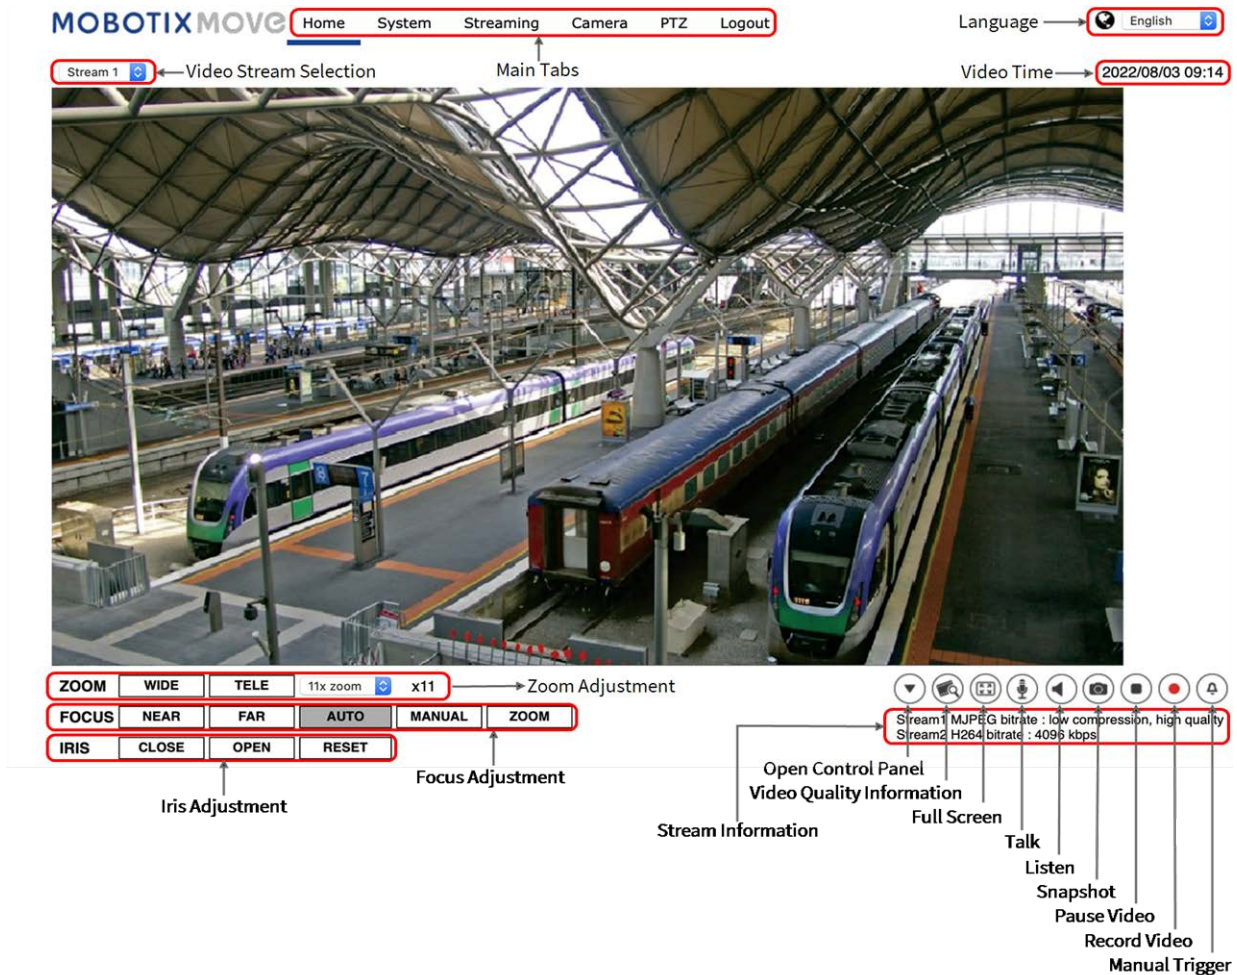 MOBOTIX MOVE
Home System Streaming Camera PTZ Logout
Language
English
Stream 1
Video Stream Selection
Main Tabs
Video Time
2022/08/03 09:14
ZOOM WIDE TELE 11x zoom x11
Zoom Adjustment
FOCUS NEAR FAR AUTO MANUAL ZOOM
IRIS CLOSE OPEN RESET
Stream1 MJPEG bitrate : low compression, high quality
Stream2 H264 bitrate : 4096 kbps
Focus Adjustment
Iris Adjustment
Open Control Panel
Video Quality Information
Full Screen
Stream Information
Talk
Listen
Snapshot
Pause Video
Record Video
Manual Trigger